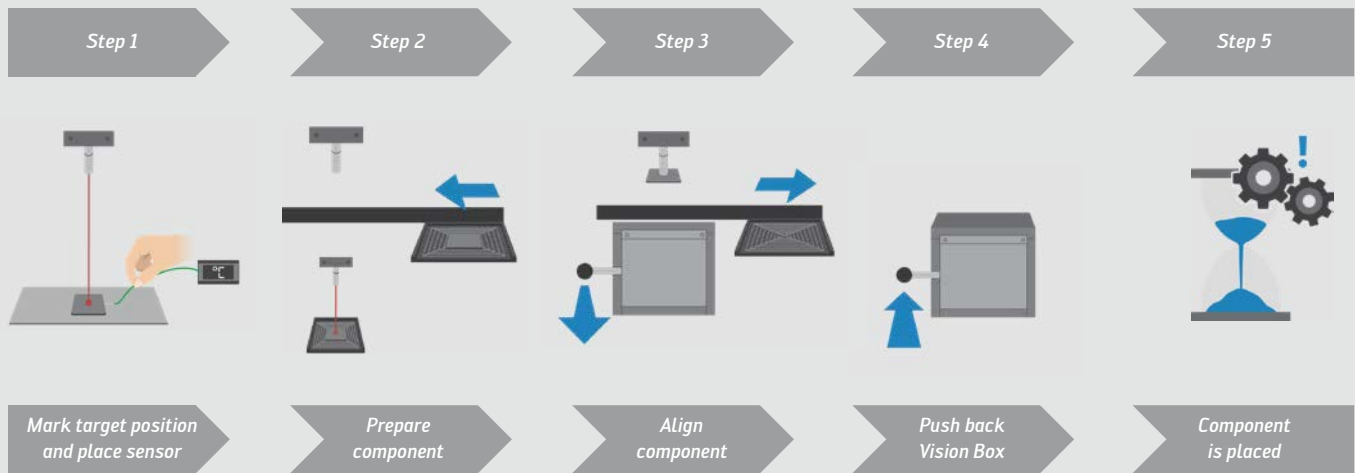 Step 1
Step 2
Step 3
Step 4
Step 5
°C
!
Mark target position
and place sensor
Prepare
component
Align
component
Push back
Vision Box
Component
is placed